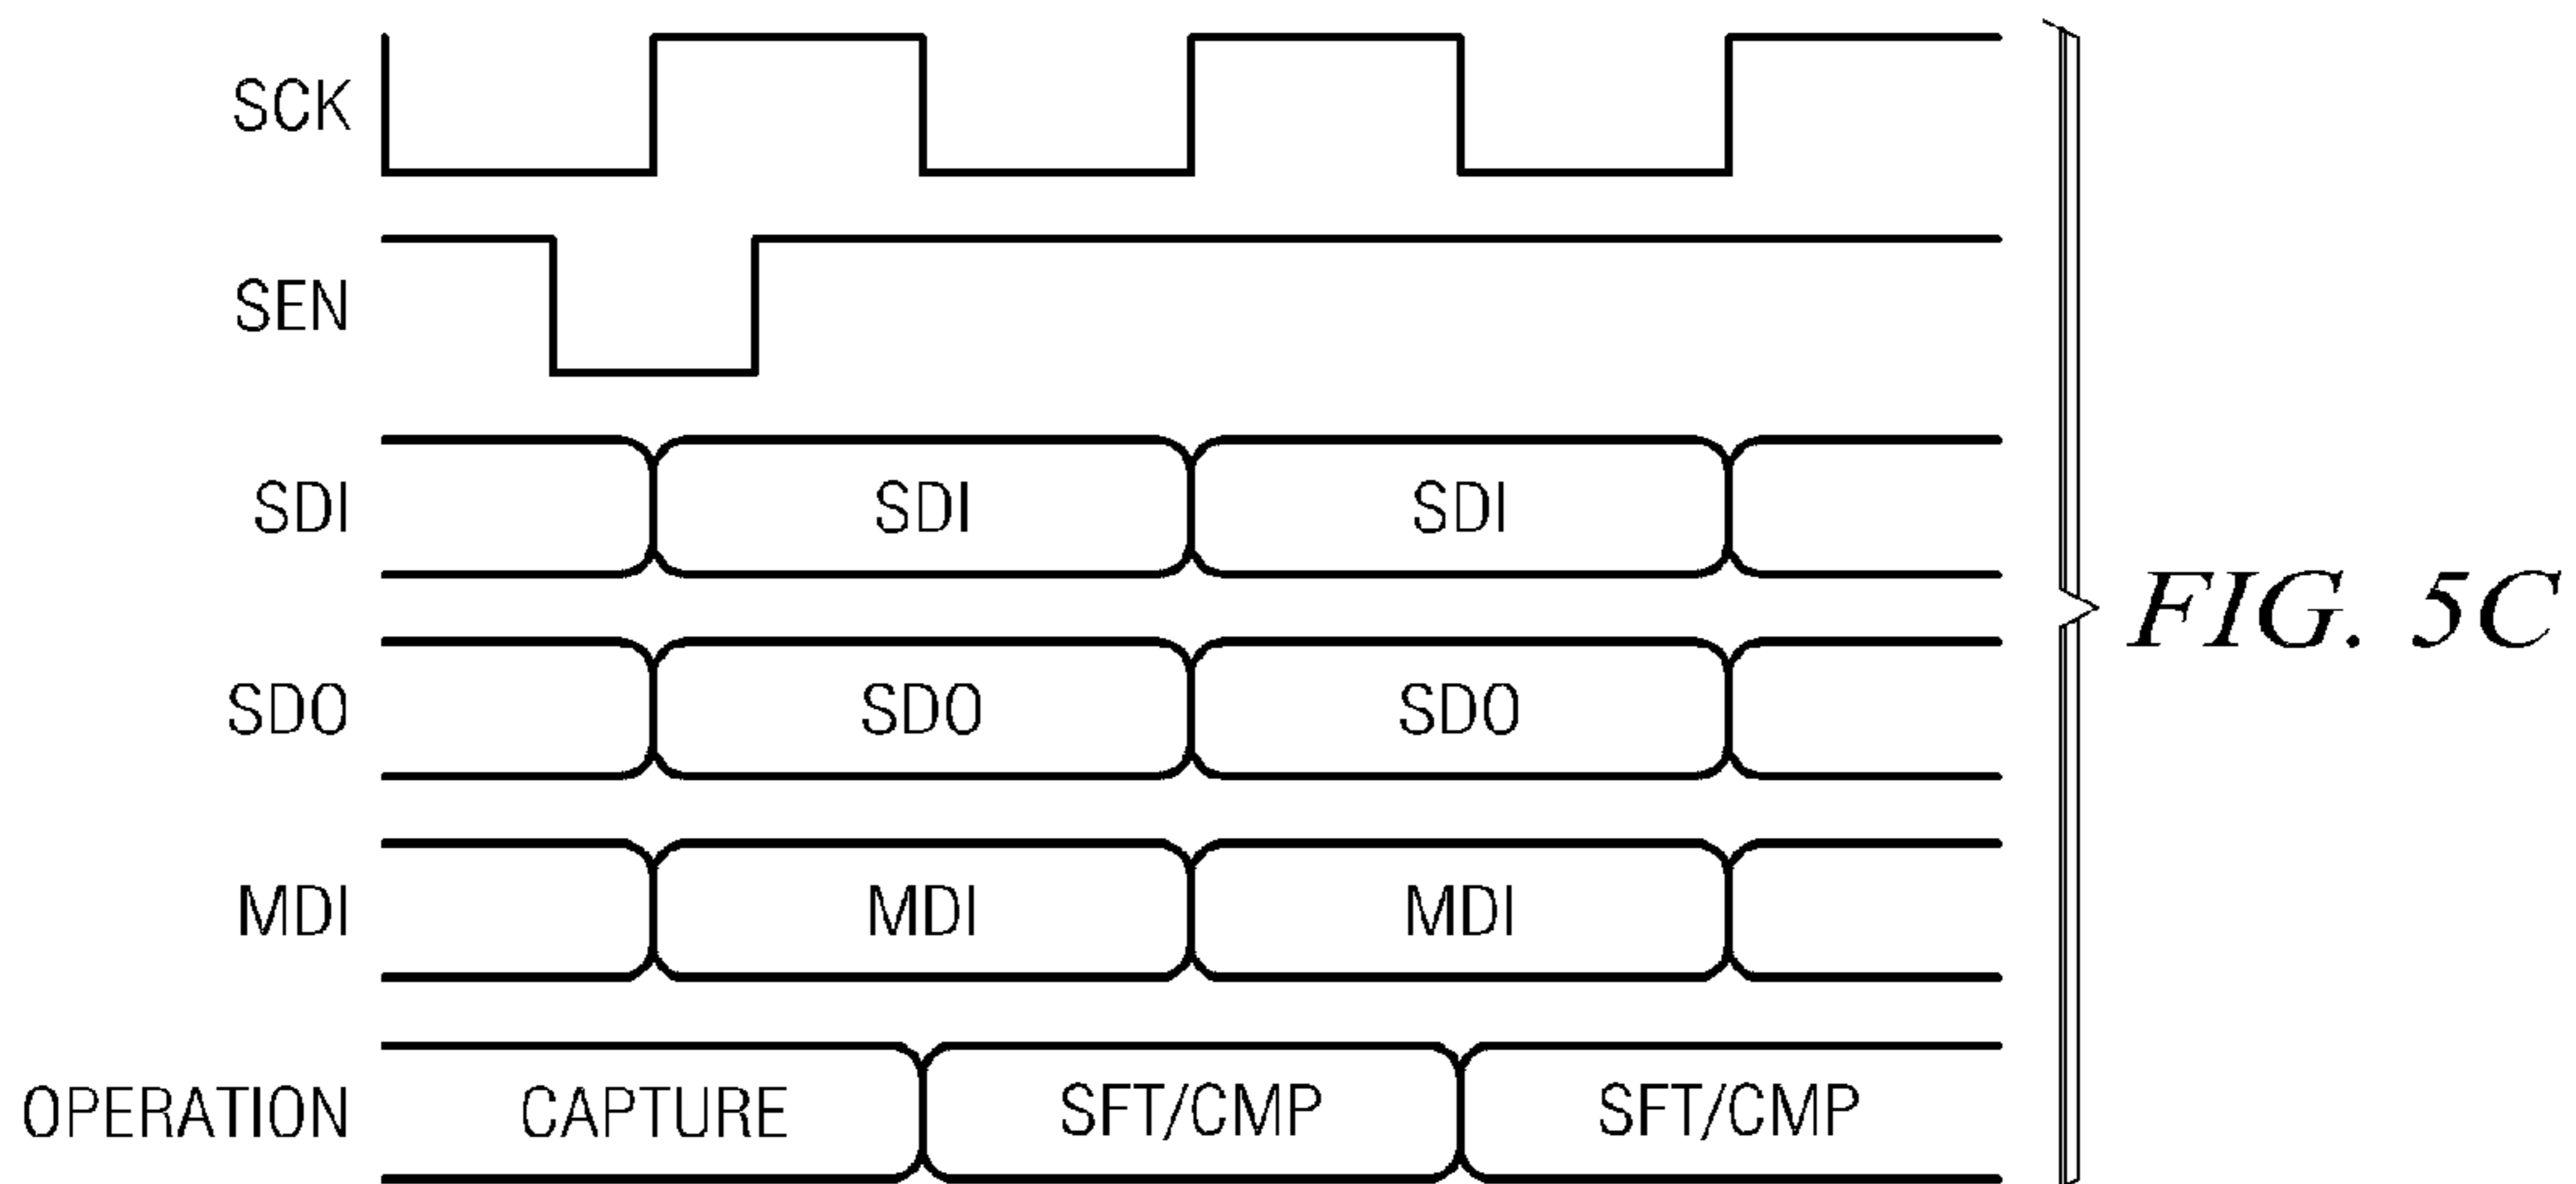 SCK
SEN
SDI SDI SDI
SDO SDO SDO
MDI MDI MDI
OPERATION CAPTURE SFT/CMP SFT/CMP
FIG. 5C